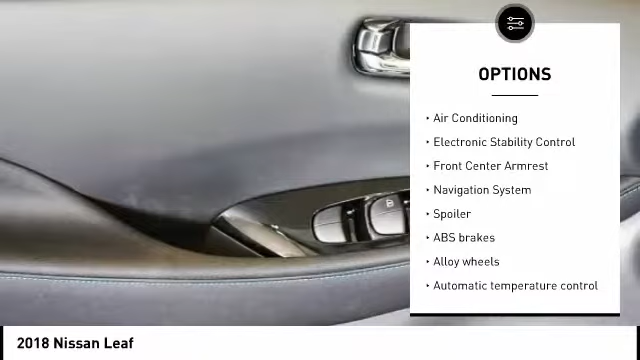 OPTIONS
• Air Conditioning
• Electronic Stability Control
• Front Center Armrest
• Navigation System
• Spoiler
• ABS brakes
• Alloy wheels
• Automatic temperature control
2018 Nissan Leaf